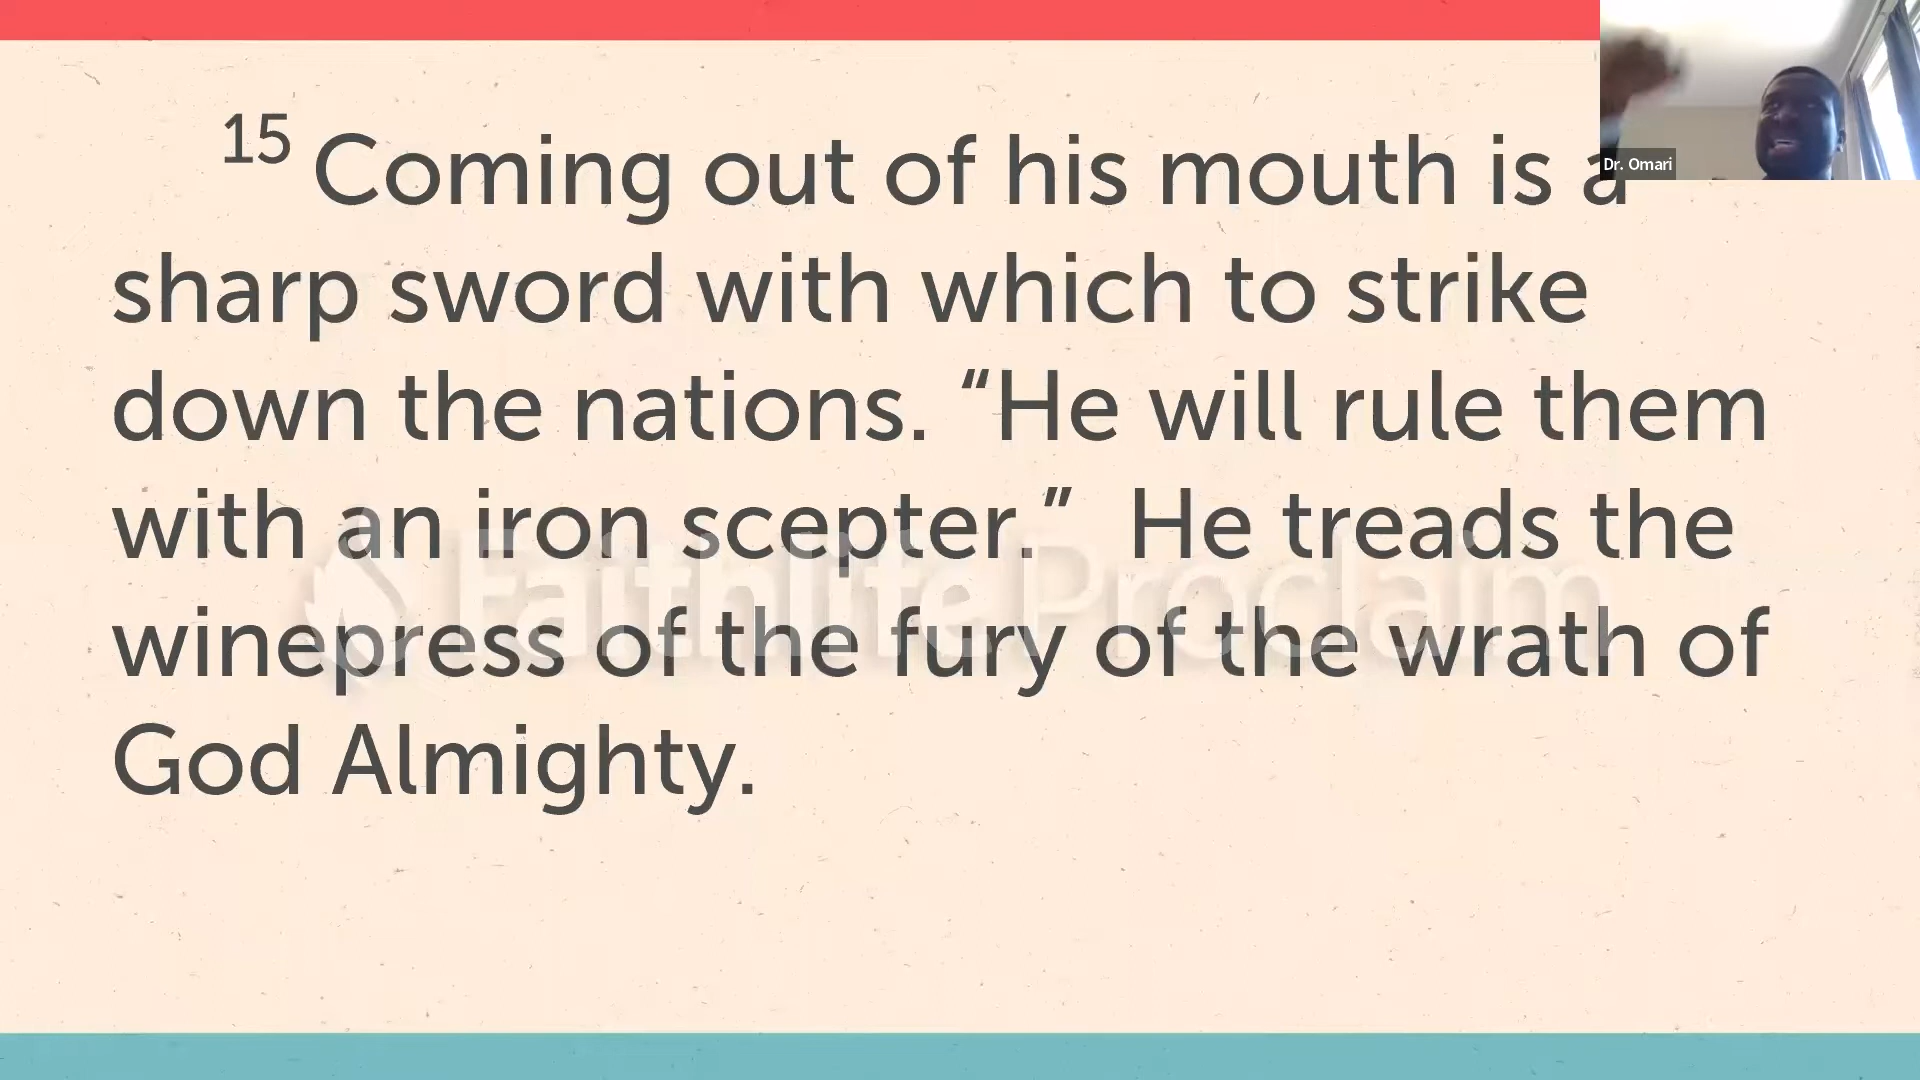 15 Coming out of his mouth is a
sharp sword with which to strike
down the nations. “He will rule them
with an iron scepter.” He treads the
winepress of the fury of the wrath of
God Almighty.
Faithlife Proclaim
Dr. Omari